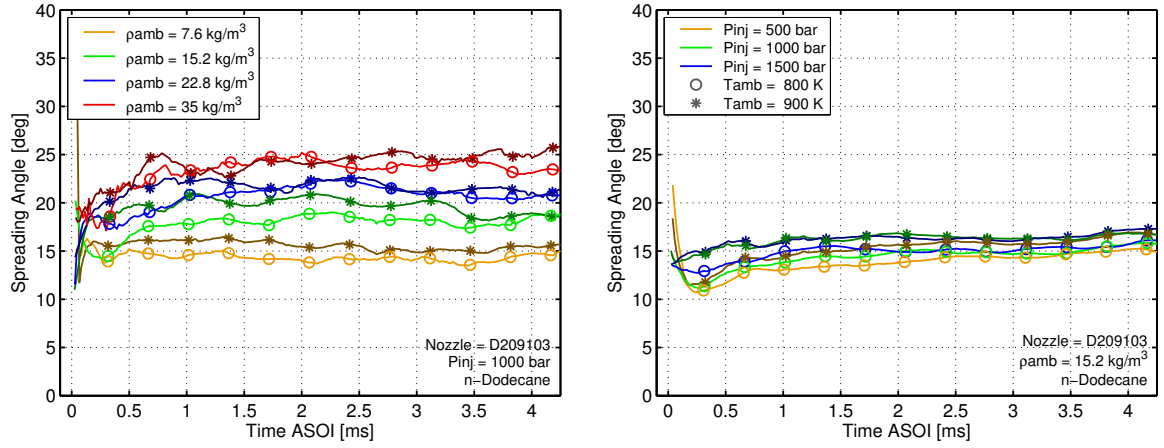 40
35
30
25
20
15
10
5
0
Spreading Angle [deg]
ρamb = 7.6 kg/m³
ρamb = 15.2 kg/m³
ρamb = 22.8 kg/m³
ρamb = 35 kg/m³
Nozzle = D209103
Pinj = 1000 bar
n−Dodecane
0 0.5 1 1.5 2 2.5 3 3.5 4
Time ASOI [ms]
40
35
30
25
20
15
10
5
0
Spreading Angle [deg]
Pinj = 500 bar
Pinj = 1000 bar
Pinj = 1500 bar
Tamb = 800 K
Tamb = 900 K
Nozzle = D209103
ρamb = 15.2 kg/m³
n−Dodecane
0 0.5 1 1.5 2 2.5 3 3.5 4
Time ASOI [ms]